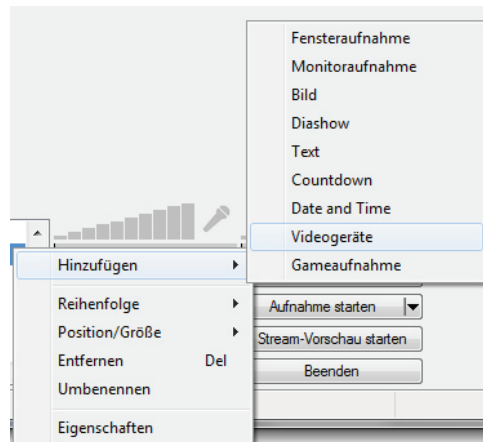 Fensteraufnahme
Monitoraufnahme
Bild
Diashow
Text
Countdown
Date and Time
Videogeräte
Gameaufnahme
Hinzufügen
Reihenfolge
Position/Größe
Entfernen Del
Umbenennen
Eigenschaften
Aufnahme starten
Stream-Vorschau starten
Beenden